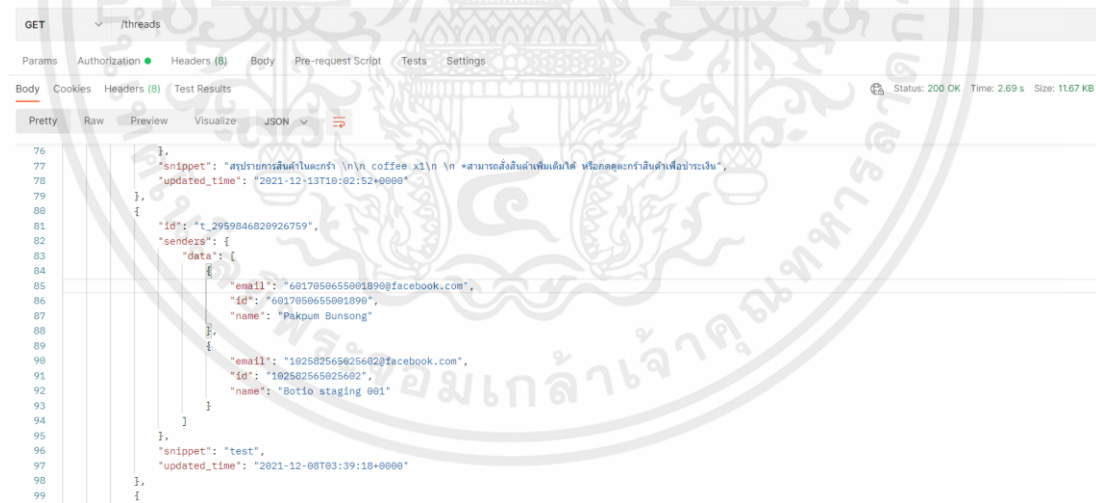 GET /threads
Params Authorization Headers (8) Body Pre-request Script Tests Settings
Body Cookies Headers (8) Test Results Status: 200 OK Time: 2.69 s Size: 11.67 KB
Pretty Raw Preview Visualize JSON
76 },
77 "snippet": "สรุปรายการสินค้าในตะกร้า \n\n coffee x1\n \n *สามารถสั่งสินค้าเพิ่มเติมได้ หรือกดดูตะกร้าสินค้าเพื่อชำระเงิน",
78 "updated_time": "2021-12-13T10:02:52+0000"
79 },
80 {
81 "id": "t_2959846820926759",
82 "senders": {
83 "data": [
84 {
85 "email": "6017050655001890@facebook.com",
86 "id": "6017050655001890",
87 "name": "Pakpum Bunsong"
88 },
89 {
90 "email": "102582565025602@facebook.com",
91 "id": "102582565025602",
92 "name": "Botio staging 001"
93 }
94 ]
95 },
96 "snippet": "test",
97 "updated_time": "2021-12-08T03:39:18+0000"
98 },
99 {